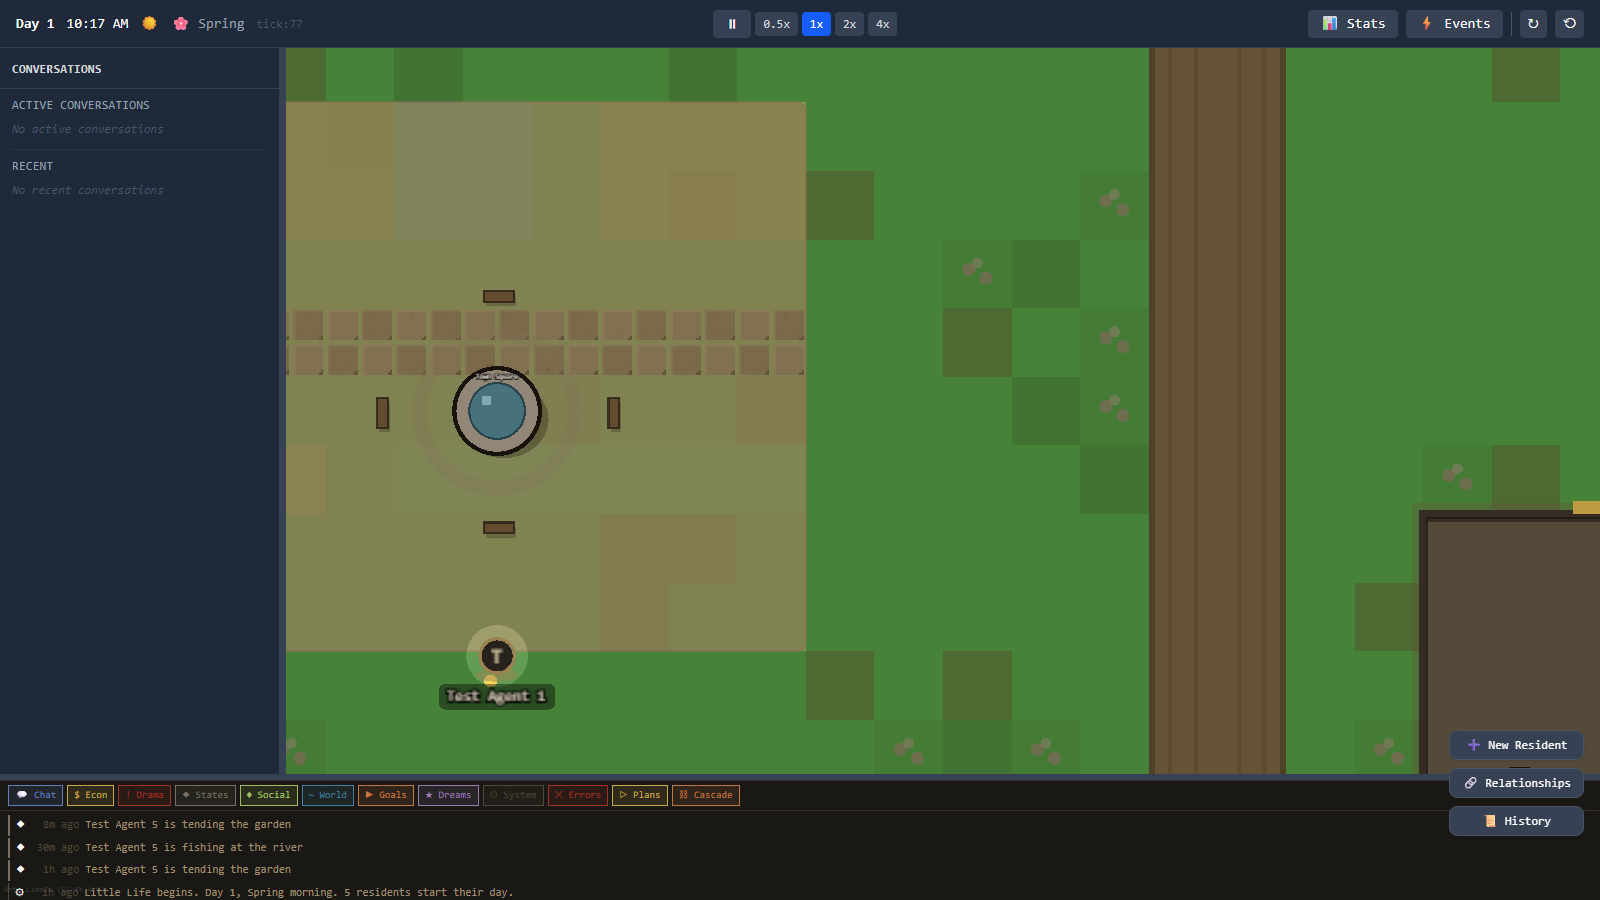 Day 1 10:17 AM Spring tick:77
0.5x 1x 2x 4x
Stats Events
CONVERSATIONS
ACTIVE CONVERSATIONS
No active conversations
RECENT
No recent conversations
Town Square
T
Test Agent 1
New Resident
Relationships
History
Chat $ Econ ! Drama States Social ~ World Goals Dreams System Errors Plans Cascade
8m ago Test Agent 5 is tending the garden
30m ago Test Agent 5 is fishing at the river
1h ago Test Agent 5 is tending the garden
1h ago Little Life begins. Day 1, Spring morning. 5 residents start their day.